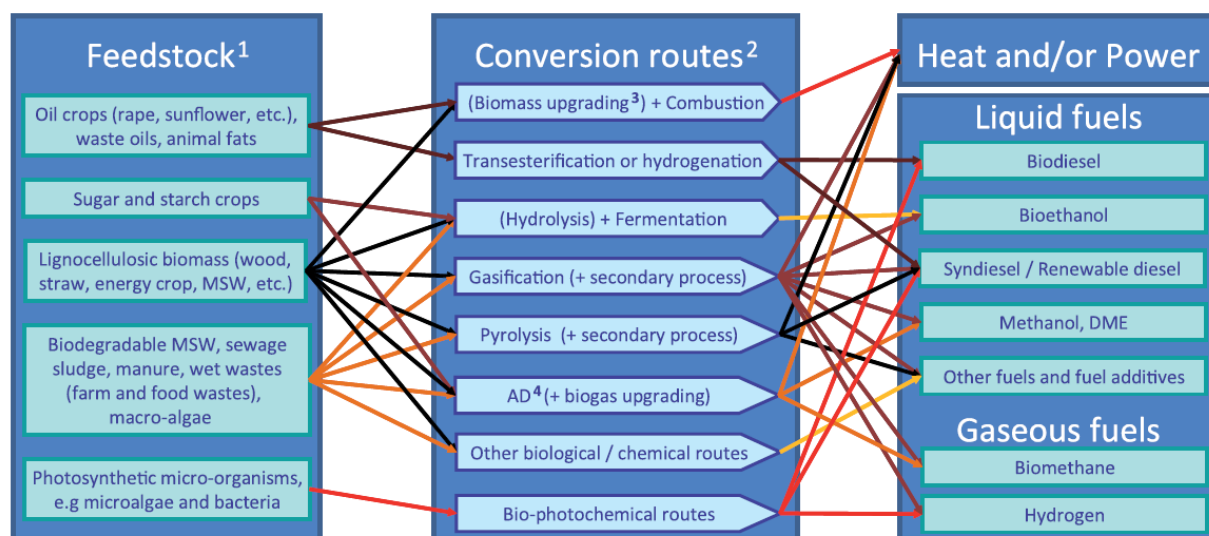 Feedstock¹
Oil crops (rape, sunflower, etc.),
waste oils, animal fats
Sugar and starch crops
Lignocellulosic biomass (wood,
straw, energy crop, MSW, etc.)
Biodegradable MSW, sewage
sludge, manure, wet wastes
(farm and food wastes),
macro-algae
Photosynthetic micro-organisms,
e.g microalgae and bacteria
Conversion routes²
(Biomass upgrading³) + Combustion
Transesterification or hydrogenation
(Hydrolysis) + Fermentation
Gasification (+ secondary process)
Pyrolysis (+ secondary process)
AD⁴ (+ biogas upgrading)
Other biological / chemical routes
Bio-photochemical routes
Heat and/or Power
Liquid fuels
Biodiesel
Bioethanol
Syndiesel / Renewable diesel
Methanol, DME
Other fuels and fuel additives
Gaseous fuels
Biomethane
Hydrogen